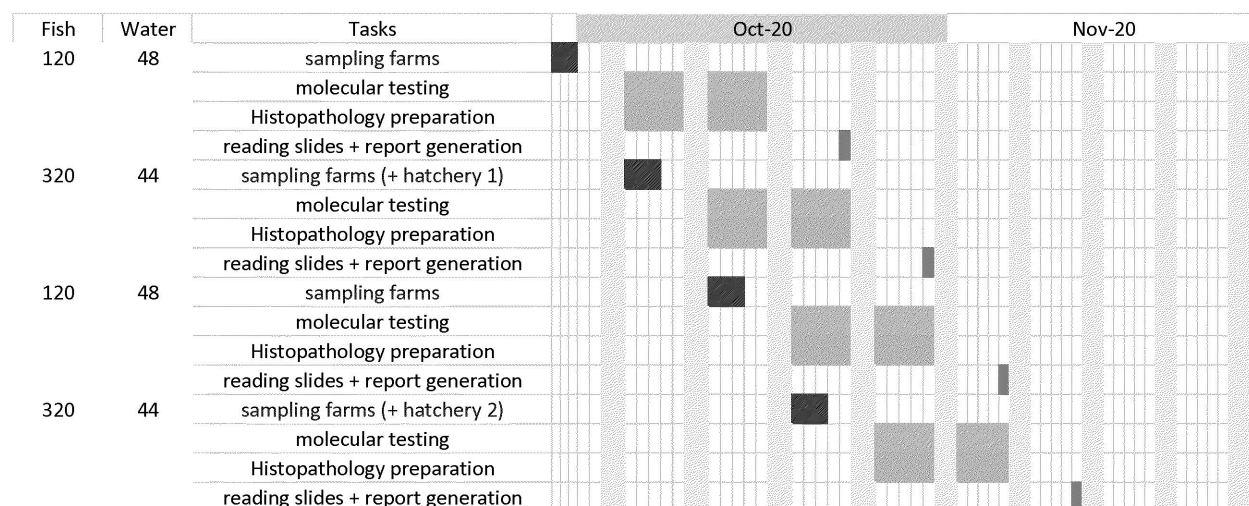 Fish Water Tasks Oct-20 Nov-20
120 48 sampling farms
molecular testing
Histopathology preparation
reading slides + report generation
320 44 sampling farms (+ hatchery 1)
molecular testing
Histopathology preparation
reading slides + report generation
120 48 sampling farms
molecular testing
Histopathology preparation
reading slides + report generation
320 44 sampling farms (+ hatchery 2)
molecular testing
Histopathology preparation
reading slides + report generation